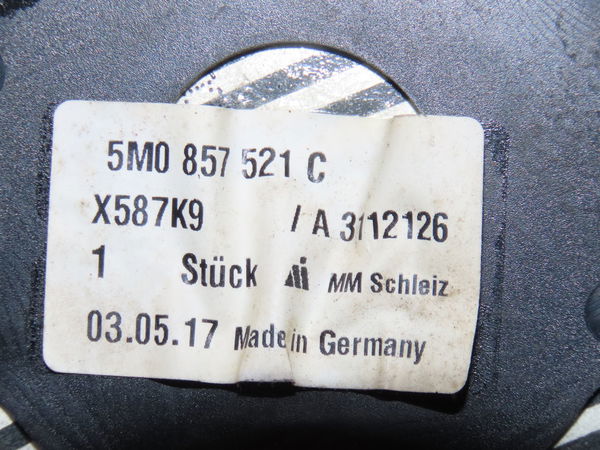 5M0 857 521 C
X587K9 / A 3112126
1 Stück MM Schleiz
03.05.17 Made in Germany